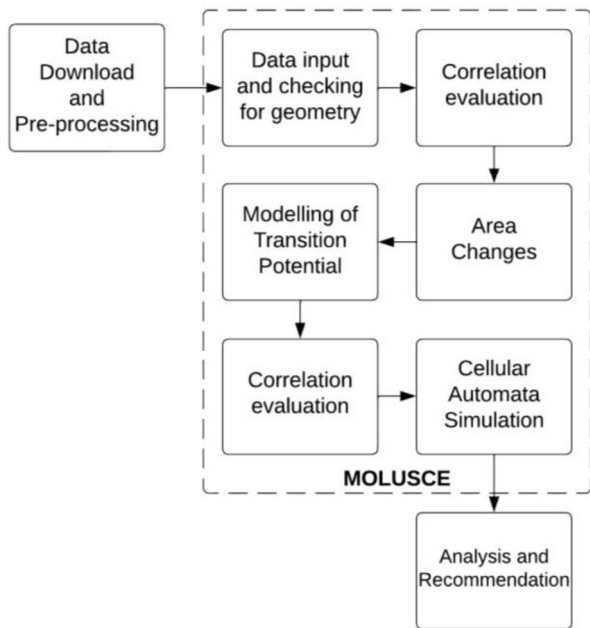 Data
Download
and
Pre-processing
Data input
and checking
for geometry
Correlation
evaluation
Area
Changes
Modelling of
Transition
Potential
Correlation
evaluation
Cellular
Automata
Simulation
MOLUSCE
Analysis and
Recommendation